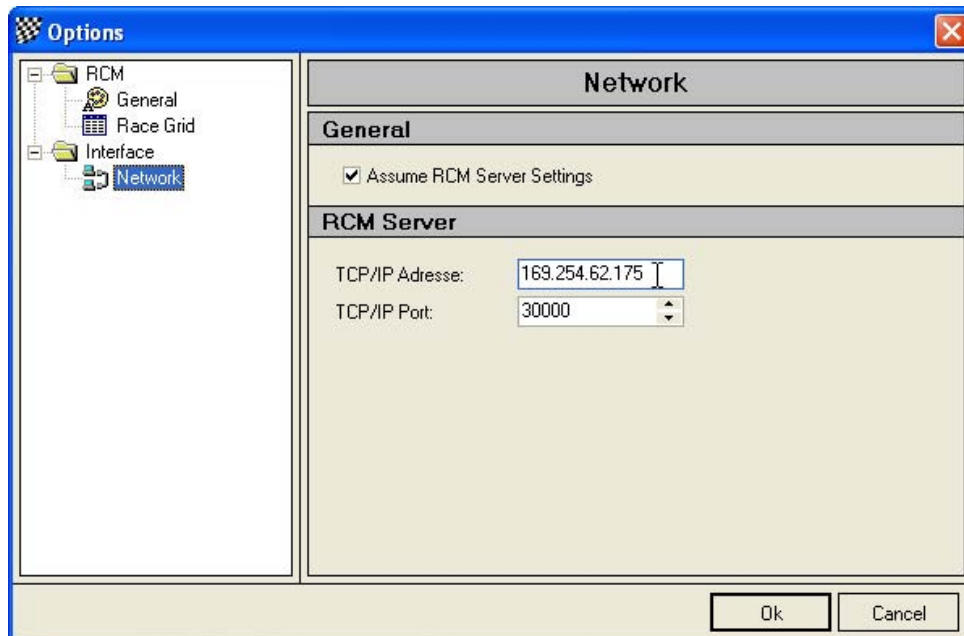 Options
RCM
General
Race Grid
Interface
Network
Network
General
Assume RCM Server Settings
RCM Server
TCP/IP Adresse: 169.254.62.175
TCP/IP Port: 30000
Ok Cancel